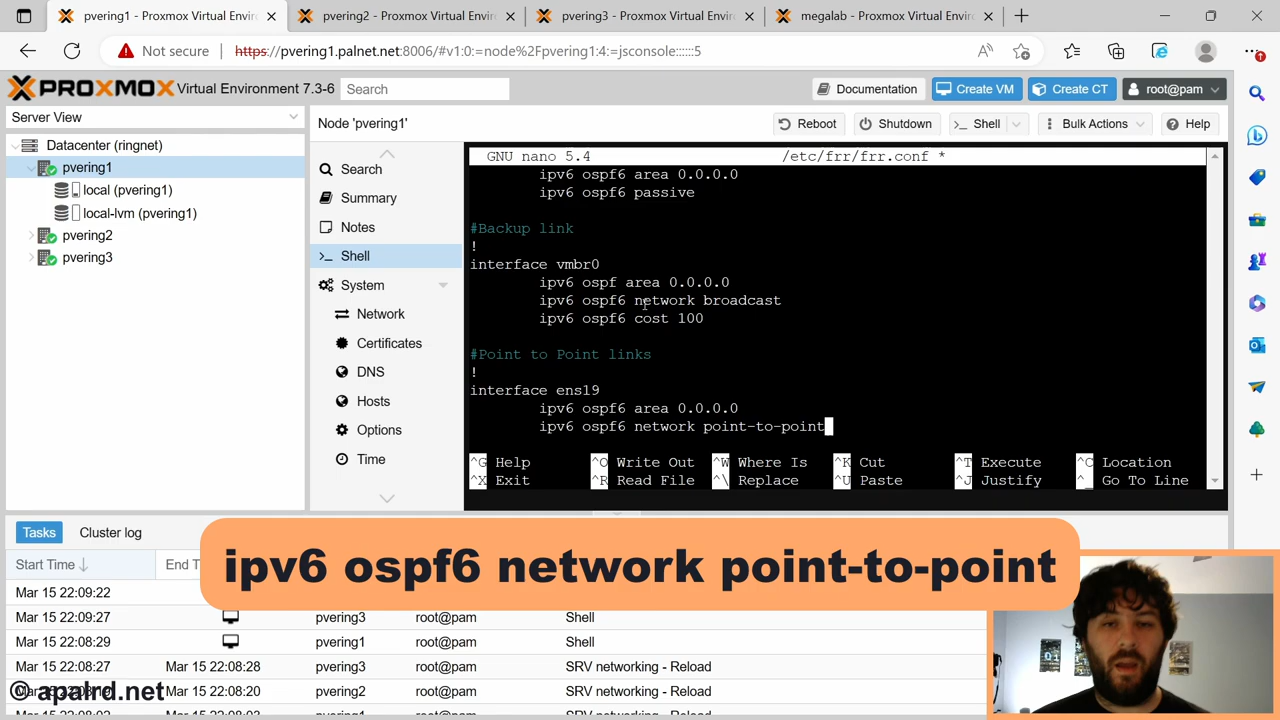 pvering1 - Proxmox Virtual Enviro
pvering2 - Proxmox Virtual Enviro
pvering3 - Proxmox Virtual Enviro
megalab - Proxmox Virtual Enviro
Not secure
https://pvering1.palnet.net:8006/#v1:0:=node%2Fpvering1:4:=jsconsole::::::5
PROXMOX Virtual Environment 7.3-6
Search
Documentation
Create VM
Create CT
root@pam
Server View
Datacenter (ringnet)
pvering1
local (pvering1)
local-lvm (pvering1)
pvering2
pvering3
Node 'pvering1'
Reboot
Shutdown
Shell
Bulk Actions
Help
Search
Summary
Notes
Shell
System
Network
Certificates
DNS
Hosts
Options
Time
GNU nano 5.4 /etc/frr/frr.conf *
ipv6 ospf6 area 0.0.0.0
ipv6 ospf6 passive
#Backup link
!
interface vmbr0
ipv6 ospf area 0.0.0.0
ipv6 ospf6 network broadcast
ipv6 ospf6 cost 100
#Point to Point links
!
interface ens19
ipv6 ospf6 area 0.0.0.0
ipv6 ospf6 network point-to-point
^G Help ^O Write Out ^W Where Is ^K Cut ^T Execute ^C Location
^X Exit ^R Read File ^\ Replace ^U Paste ^J Justify ^_ Go To Line
Tasks
Cluster log
Start Time
End T
ipv6 ospf6 network point-to-point
Mar 15 22:09:22
Mar 15 22:09:27 pvering3 root@pam Shell
Mar 15 22:08:29 pvering1 root@pam Shell
Mar 15 22:08:27 Mar 15 22:08:28 pvering3 root@pam SRV networking - Reload
Mar 15 22:08:20 pvering2 root@pam SRV networking - Reload
© apalrd.net